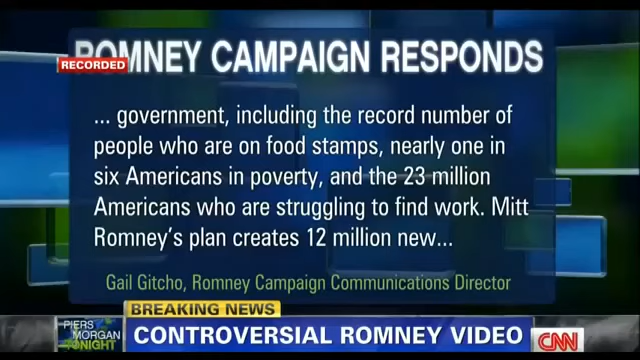 ROMNEY CAMPAIGN RESPONDS
RECORDED
... government, including the record number of
people who are on food stamps, nearly one in
six Americans in poverty, and the 23 million
Americans who are struggling to find work. Mitt
Romney's plan creates 12 million new...
Gail Gitcho, Romney Campaign Communications Director
BREAKING NEWS
PIERS
MORGAN
TONIGHT
CONTROVERSIAL ROMNEY VIDEO
CNN